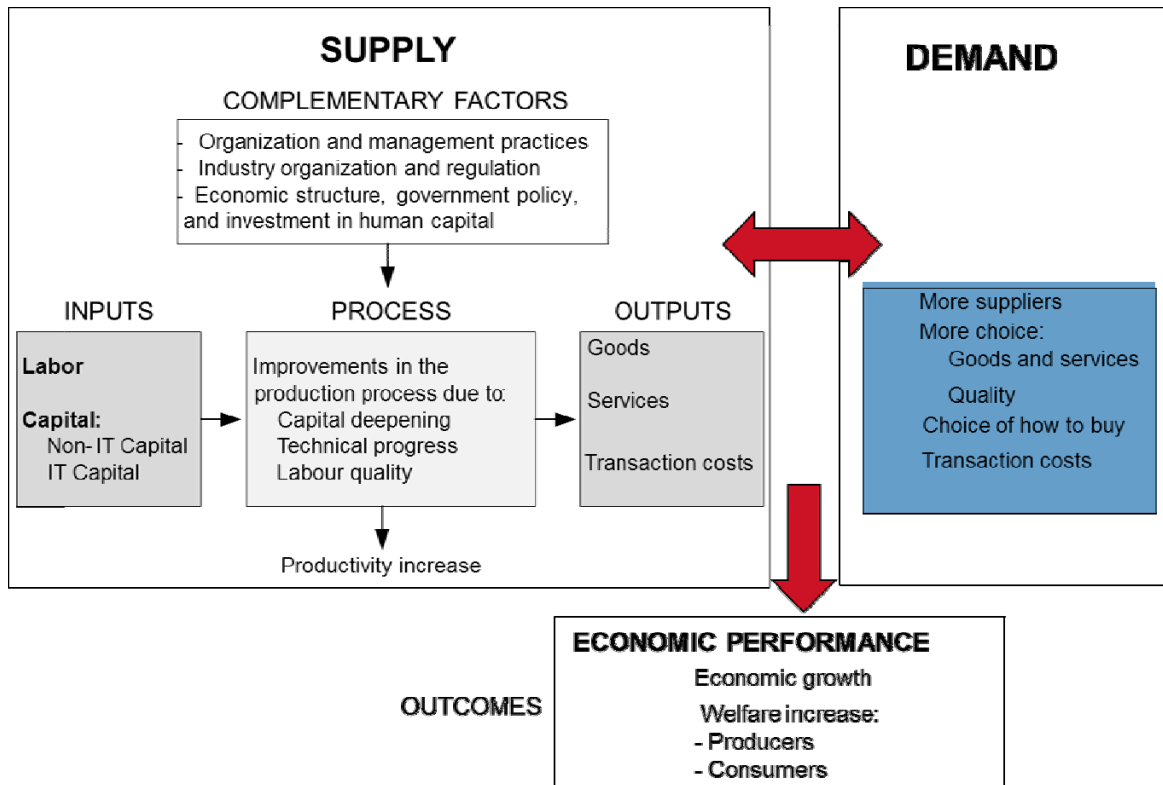 SUPPLY
COMPLEMENTARY FACTORS
- Organization and management practices
- Industry organization and regulation
- Economic structure, government policy,
and investment in human capital
INPUTS
Labor
Capital:
Non-IT Capital
IT Capital
PROCESS
Improvements in the
production process due to:
Capital deepening
Technical progress
Labour quality
Productivity increase
OUTPUTS
Goods
Services
Transaction costs
DEMAND
More suppliers
More choice:
Goods and services
Quality
Choice of how to buy
Transaction costs
OUTCOMES
ECONOMIC PERFORMANCE
Economic growth
Welfare increase:
- Producers
- Consumers